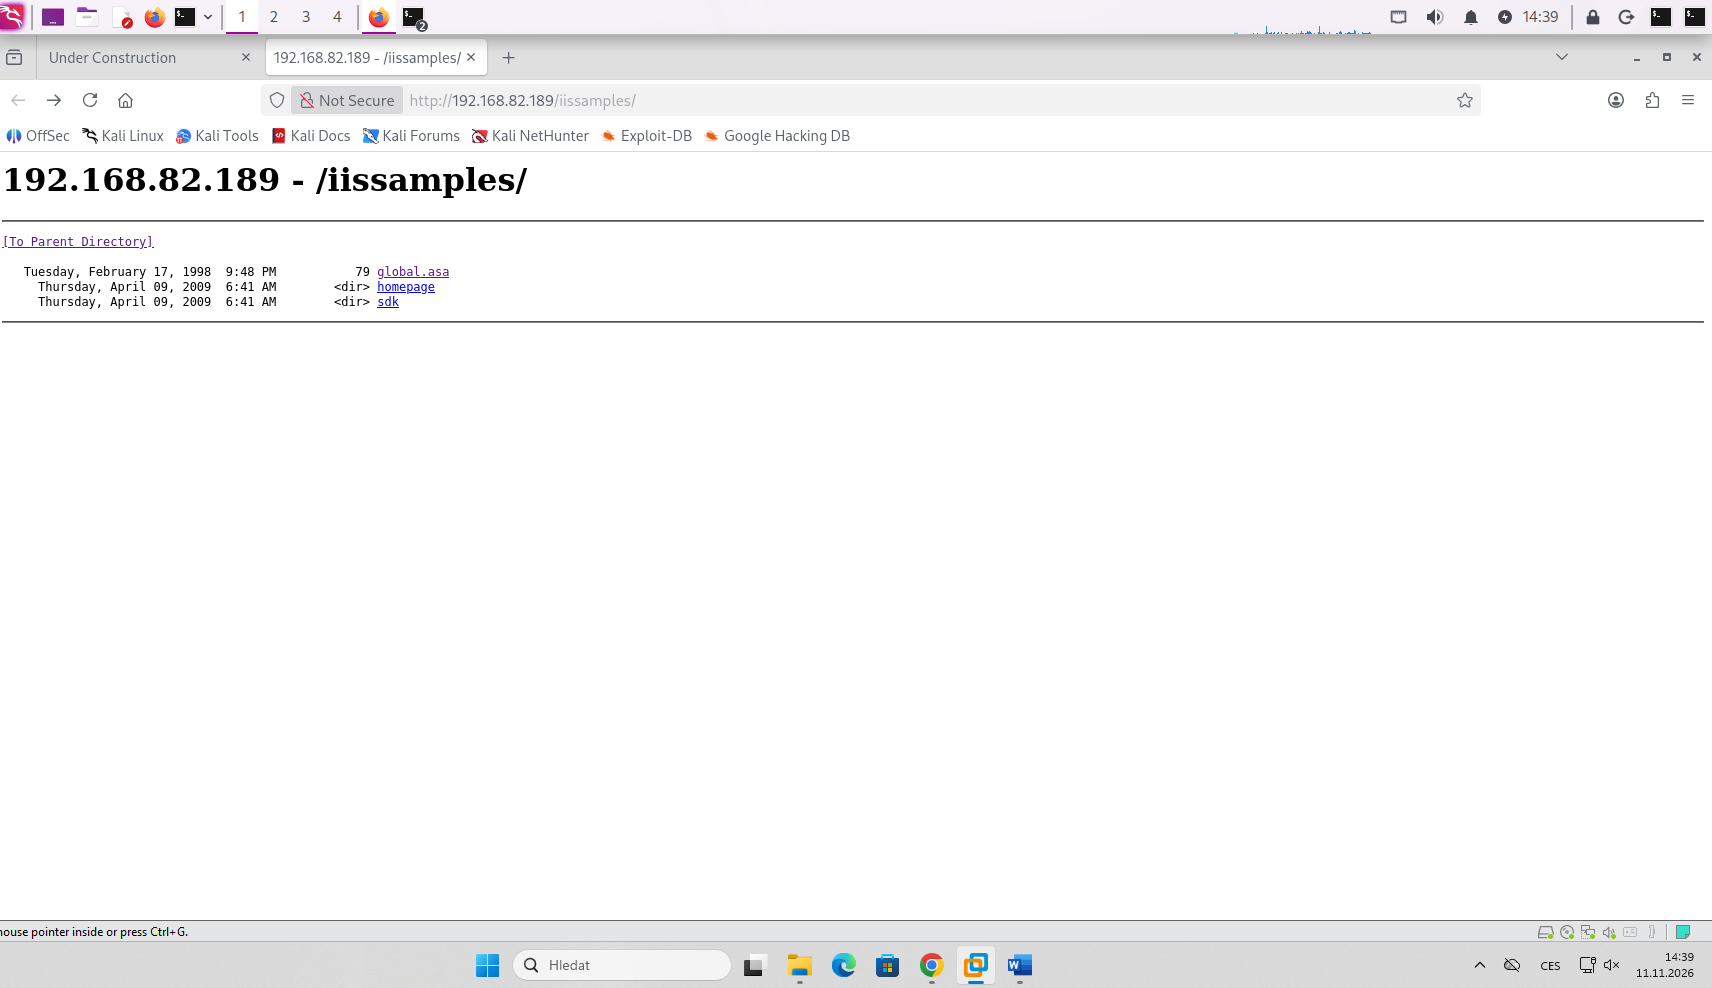 1 2 3 4 2 14:39
Under Construction 192.168.82.189 - /iissamples/
Not Secure http://192.168.82.189/iissamples/
OffSec Kali Linux Kali Tools Kali Docs Kali Forums Kali NetHunter Exploit-DB Google Hacking DB
192.168.82.189 - /iissamples/
[To Parent Directory]
Tuesday, February 17, 1998 9:48 PM 79 global.asa
Thursday, April 09, 2009 6:41 AM <dir> homepage
Thursday, April 09, 2009 6:41 AM <dir> sdk
nouse pointer inside or press Ctrl+G.
Hledat CES 14:39
11.11.2026